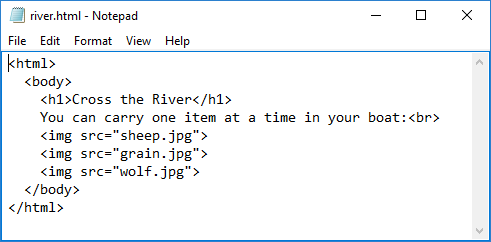 river.html - Notepad
File Edit Format View Help
<html>
  <body>
    <h1>Cross the River</h1>
    You can carry one item at a time in your boat:<br>
    <img src="sheep.jpg">
    <img src="grain.jpg">
    <img src="wolf.jpg">
  </body>
</html>